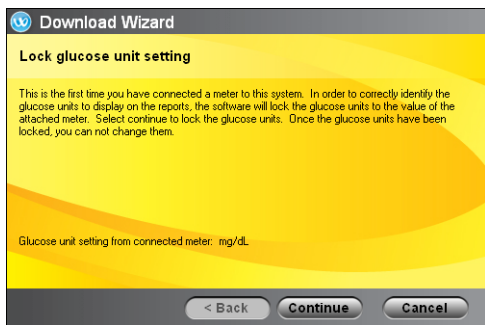 Download Wizard
Lock glucose unit setting
This is the first time you have connected a meter to this system. In order to correctly identify the
glucose units to display on the reports, the software will lock the glucose units to the value of the
attached meter. Select continue to lock the glucose units. Once the glucose units have been
locked, you can not change them.
Glucose unit setting from connected meter: mg/dL
< Back Continue Cancel